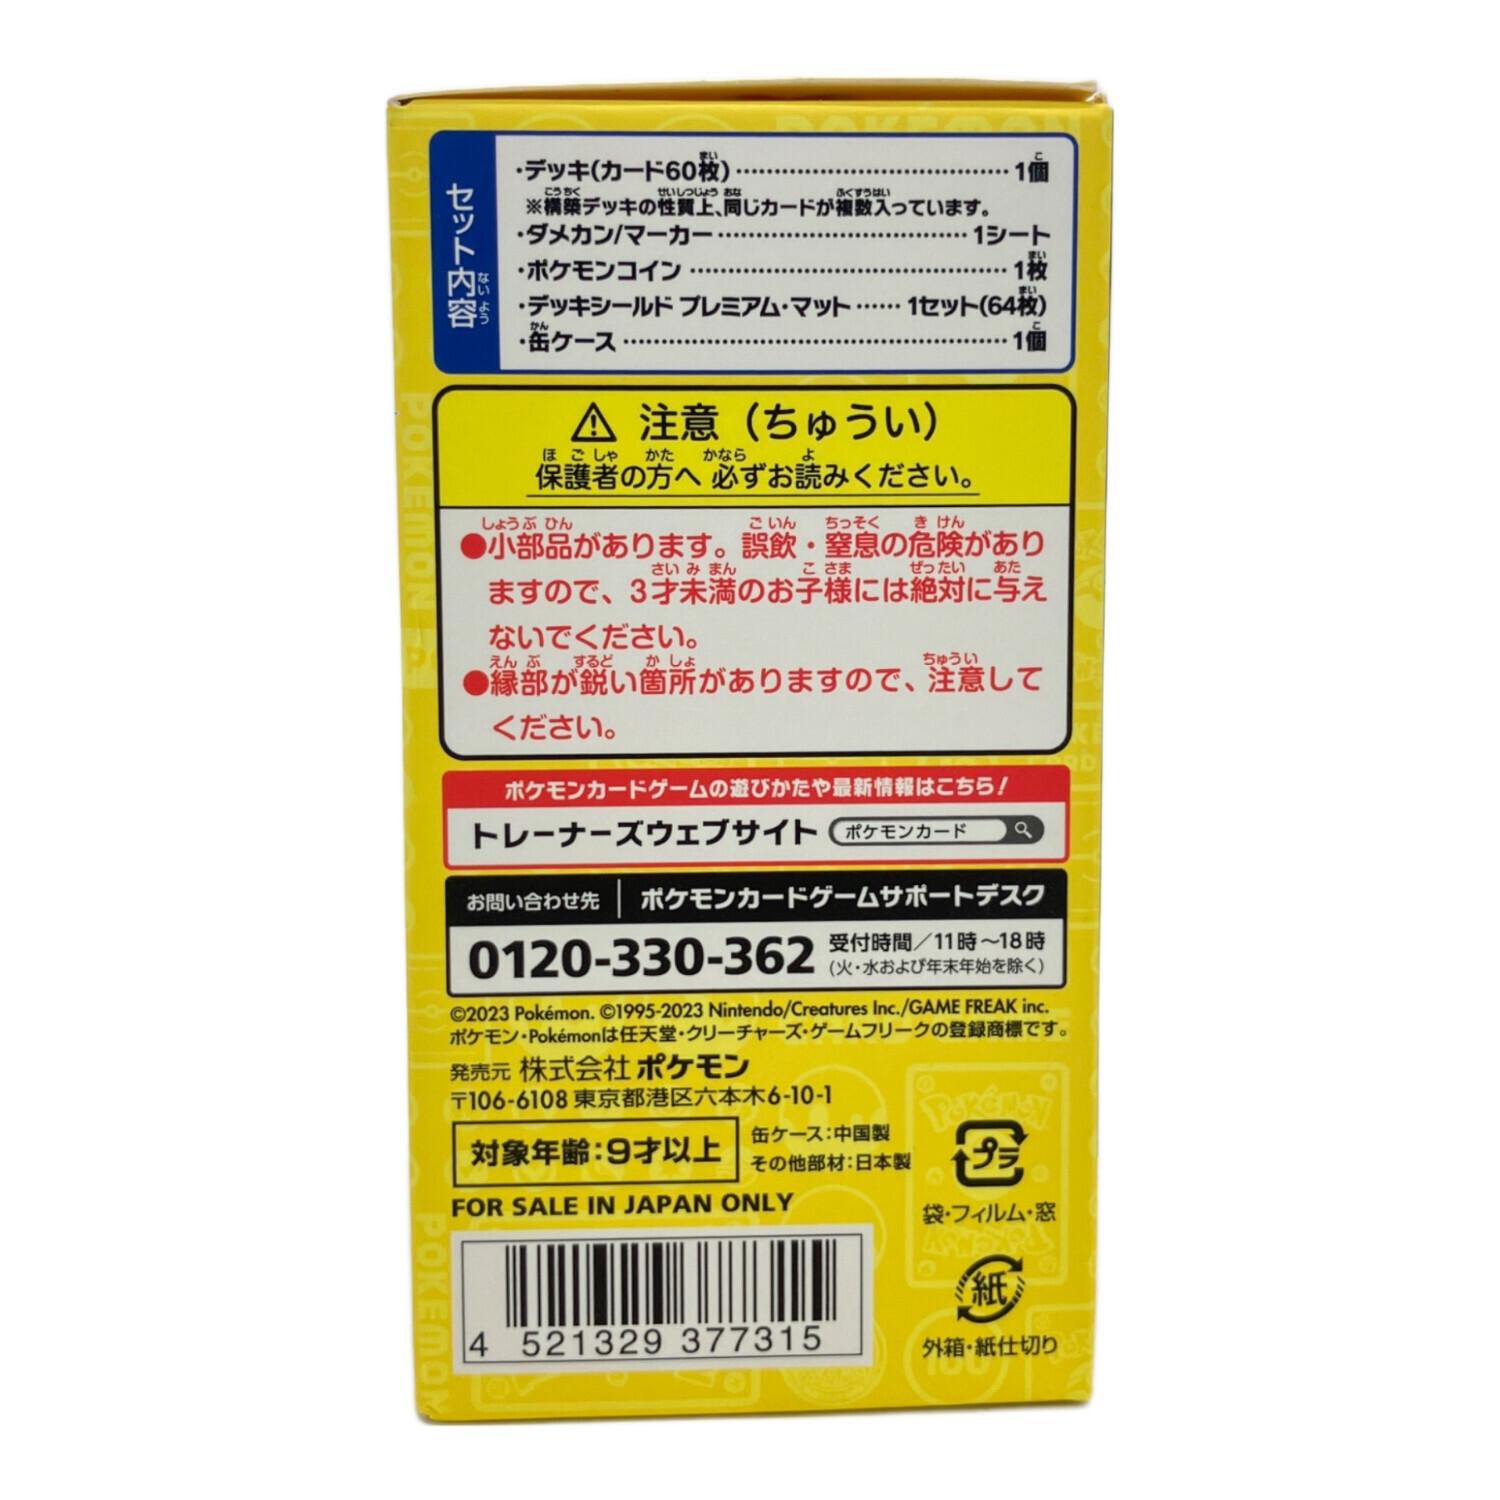 セット内容
・デッキ(カード60枚) 1個
※構築デッキの性質上、同じカードが複数入っています。
・ダメカン/マーカー 1シート
・ポケモンコイン 1枚
・デッキシールド プレミアム・マット 1セット(64枚)
・缶ケース 1個
⚠ 注意（ちゅうい）
保護者の方へ 必ずお読みください。
●小部品があります。誤飲・窒息の危険があり
ますので、3才未満のお子様には絶対に与え
ないでください。
●縁部が鋭い箇所がありますので、注意して
ください。
ポケモンカードゲームの遊びかたや最新情報はこちら!
トレーナーズウェブサイト ポケモンカード
お問い合わせ先 ポケモンカードゲームサポートデスク
0120-330-362 受付時間／11時～18時
(火・水および年末年始を除く)
©2023 Pokémon. ©1995-2023 Nintendo/Creatures Inc./GAME FREAK inc.
ポケモン・Pokémonは任天堂・クリーチャーズ・ゲームフリークの登録商標です。
発売元 株式会社ポケモン
〒106-6108 東京都港区六本木6-10-1
対象年齢:9才以上
缶ケース:中国製
その他部材:日本製
プラ
袋・フィルム・窓
FOR SALE IN JAPAN ONLY
紙
外箱・紙仕切り
4 521329 377315